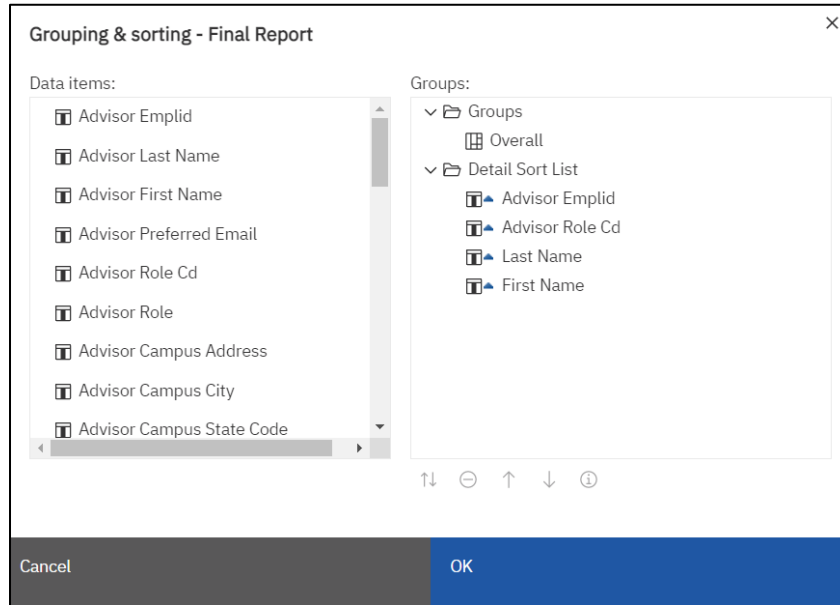 Grouping & sorting - Final Report
Data items:
Advisor Emplid
Advisor Last Name
Advisor First Name
Advisor Preferred Email
Advisor Role Cd
Advisor Role
Advisor Campus Address
Advisor Campus City
Advisor Campus State Code
Groups:
Groups
Overall
Detail Sort List
Advisor Emplid
Advisor Role Cd
Last Name
First Name
Cancel
OK